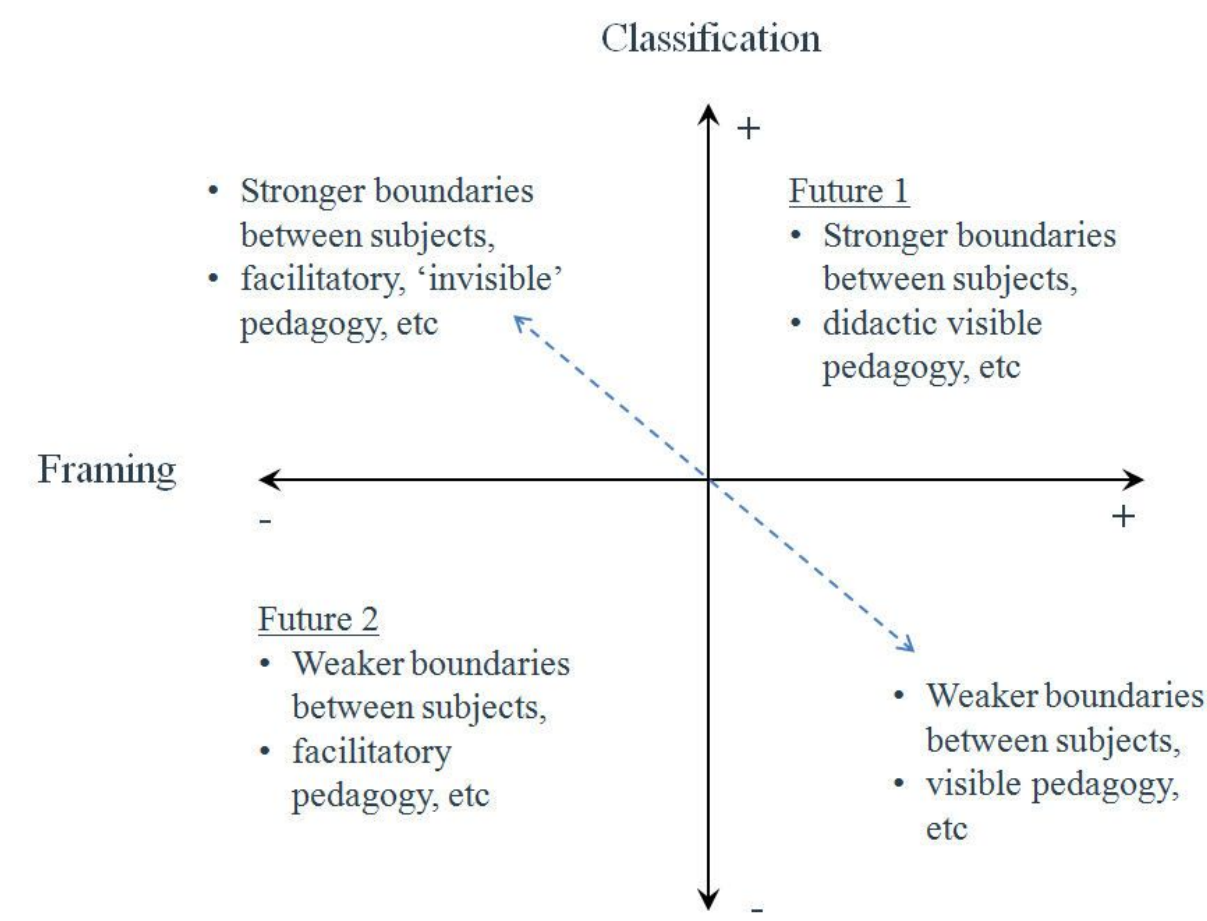 Classification
+
• Stronger boundaries
between subjects,
• facilitatory, ‘invisible’
pedagogy, etc
Future 1
• Stronger boundaries
between subjects,
• didactic visible
pedagogy, etc
Framing
-
+
Future 2
• Weaker boundaries
between subjects,
• facilitatory
pedagogy, etc
• Weaker boundaries
between subjects,
• visible pedagogy,
etc
-